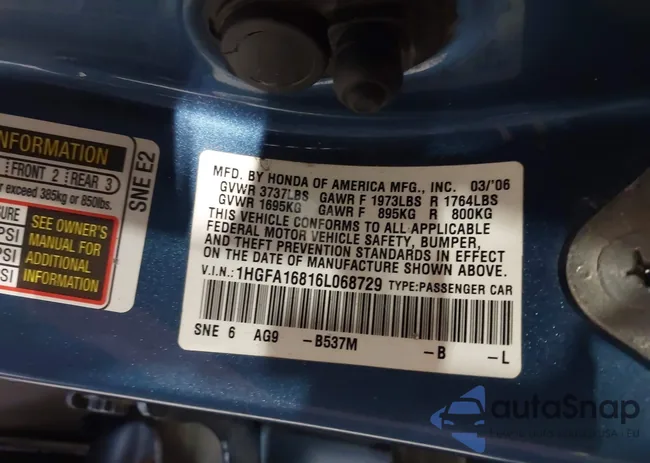 NFORMATION
FRONT 2 REAR 3
exceed 385kg or 850lbs.
SURE
PSI
PSI
PSI
SEE OWNER'S
MANUAL FOR
ADDITIONAL
INFORMATION
SNE E2
MFD. BY HONDA OF AMERICA MFG., INC. 03/'06
GVWR 3737LBS GAWR F 1973LBS R 1764LBS
GVWR 1695KG GAWR F 895KG R 800KG
THIS VEHICLE CONFORMS TO ALL APPLICABLE
FEDERAL MOTOR VEHICLE SAFETY, BUMPER,
AND THEFT PREVENTION STANDARDS IN EFFECT
ON THE DATE OF MANUFACTURE SHOWN ABOVE.
V.I.N.: 1HGFA16816L068729 TYPE:PASSENGER CAR
SNE 6 AG9 -B537M -B -L
autoSnap